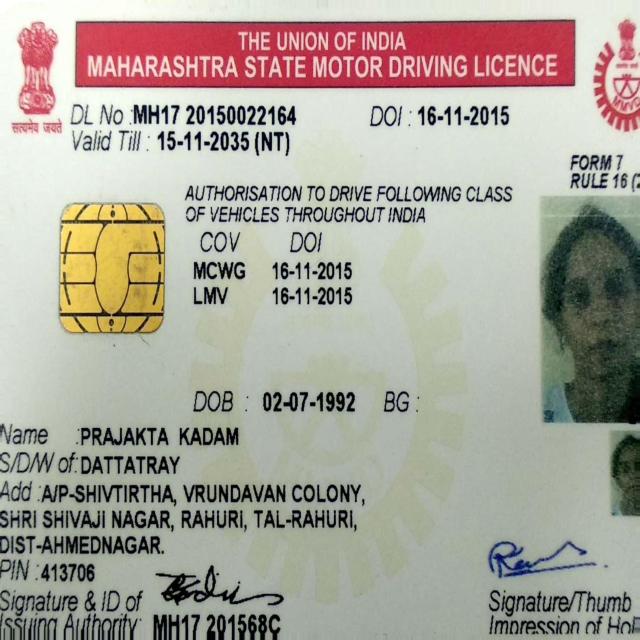 THE UNION OF INDIA
MAHARASHTRA STATE MOTOR DRIVING LICENCE
सत्यमेव जयते
DL No : MH17 20150022164 DOI : 16-11-2015
Valid Till : 15-11-2035 (NT)
FORM 7
RULE 16 (2
AUTHORISATION TO DRIVE FOLLOWING CLASS
OF VEHICLES THROUGHOUT INDIA
COV DOI
MCWG 16-11-2015
LMV 16-11-2015
DOB : 02-07-1992 BG :
Name : PRAJAKTA KADAM
S/D/W of : DATTATRAY
Add : A/P-SHIVTIRTHA, VRUNDAVAN COLONY,
SHRI SHIVAJI NAGAR, RAHURI, TAL-RAHURI,
DIST-AHMEDNAGAR.
PIN : 413706
Signature & ID of
Issuing Authority: MH17 201568C
Signature/Thumb
Impression of Hol